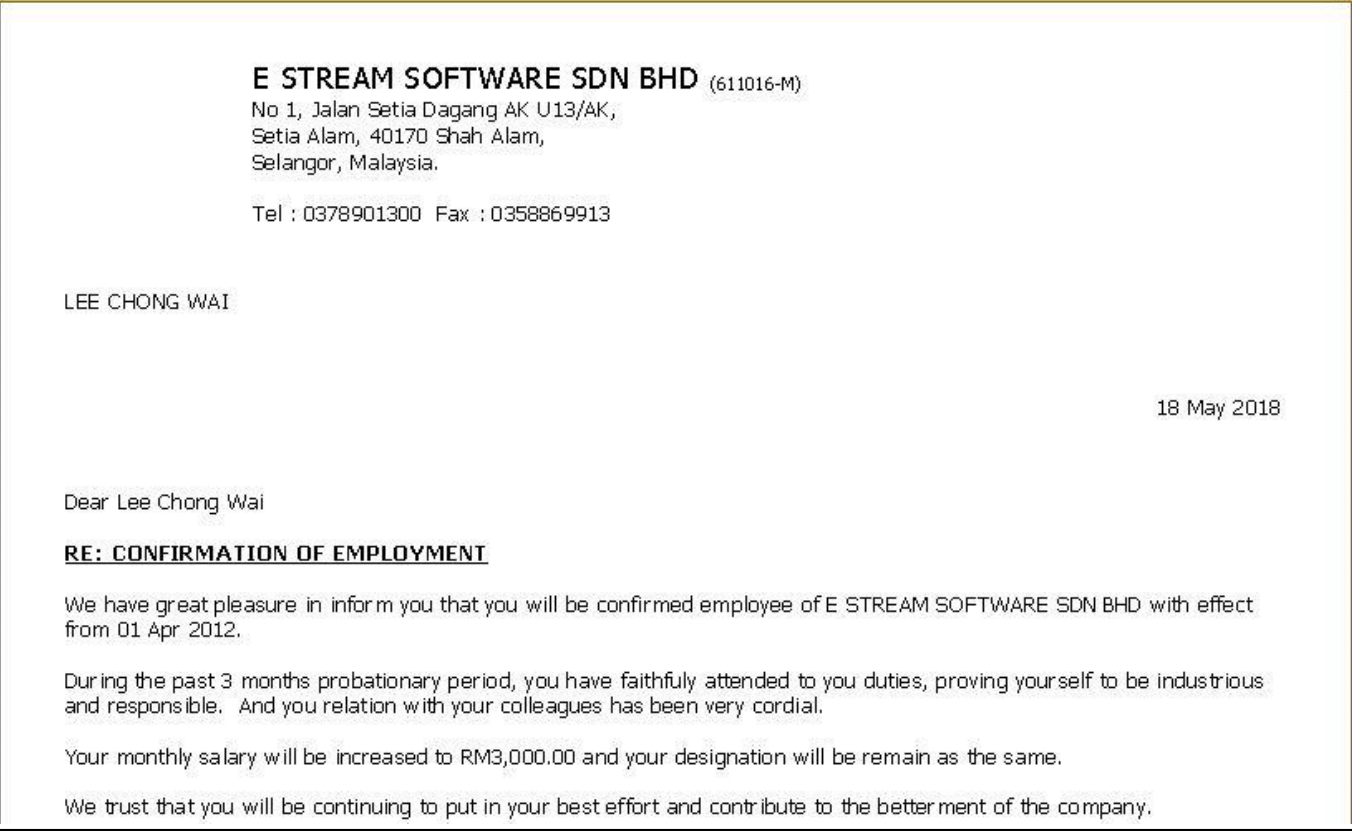 E STREAM SOFTWARE SDN BHD (611016-M)
No 1, Jalan Setia Dagang AK U13/AK,
Setia Alam, 40170 Shah Alam,
Selangor, Malaysia.
Tel : 0378901300 Fax : 0358869913
LEE CHONG WAI
18 May 2018
Dear Lee Chong Wai
RE: CONFIRMATION OF EMPLOYMENT
We have great pleasure in inform you that you will be confirmed employee of E STREAM SOFTWARE SDN BHD with effect
from 01 Apr 2012.
During the past 3 months probationary period, you have faithfuly attended to you duties, proving yourself to be industrious
and responsible. And you relation with your colleagues has been very cordial.
Your monthly salary will be increased to RM3,000.00 and your designation will be remain as the same.
We trust that you will be continuing to put in your best effort and contribute to the betterment of the company.